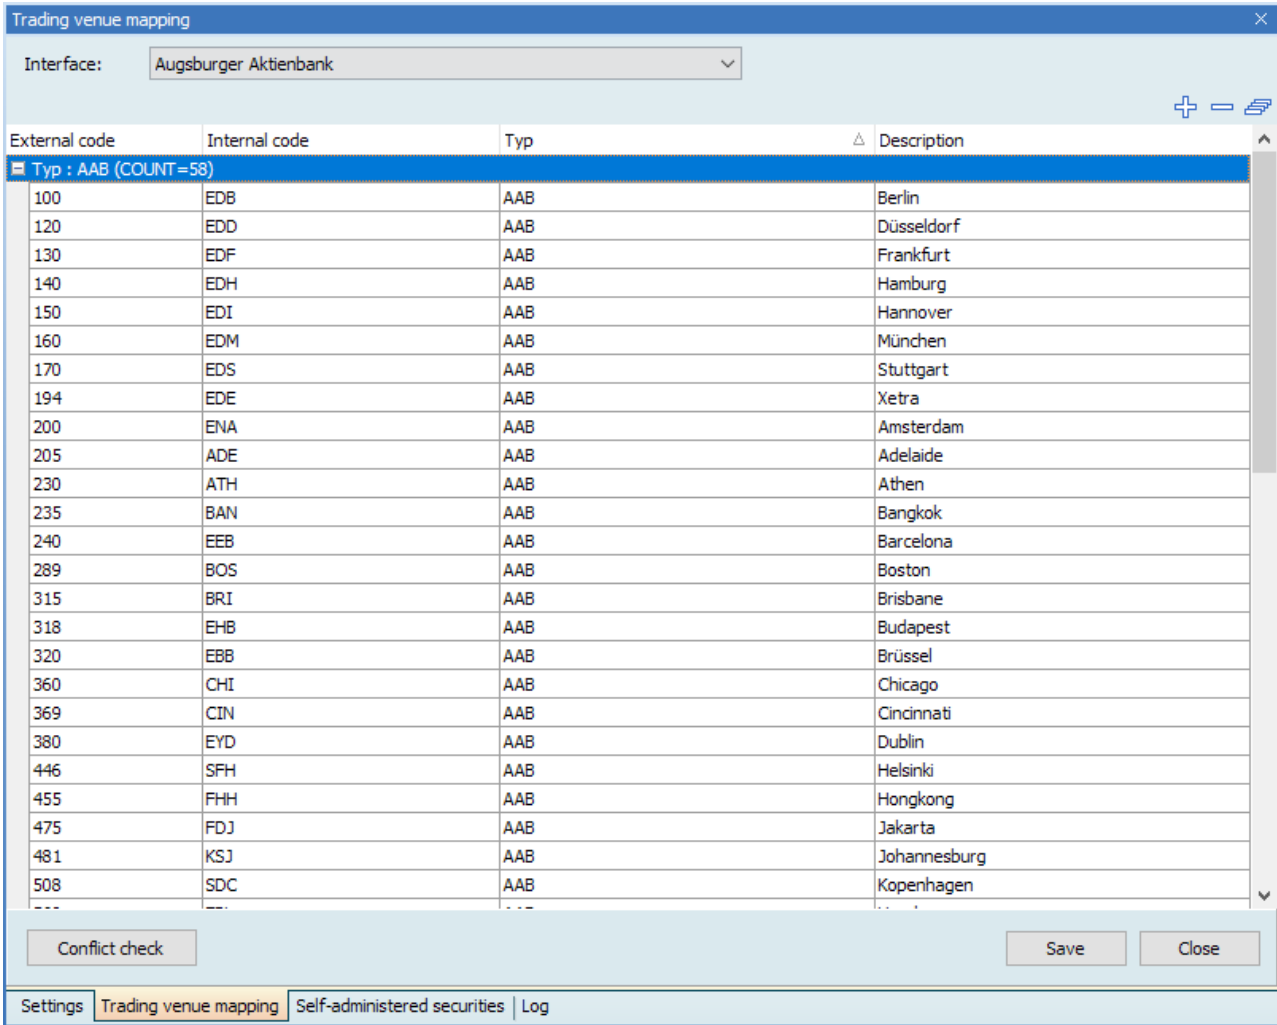 Trading venue mapping
Interface: Augsburger Aktienbank
External code Internal code Typ Description
Typ : AAB (COUNT=58)
100 EDB AAB Berlin
120 EDD AAB Düsseldorf
130 EDF AAB Frankfurt
140 EDH AAB Hamburg
150 EDI AAB Hannover
160 EDM AAB München
170 EDS AAB Stuttgart
194 EDE AAB Xetra
200 ENA AAB Amsterdam
205 ADE AAB Adelaide
230 ATH AAB Athen
235 BAN AAB Bangkok
240 EEB AAB Barcelona
289 BOS AAB Boston
315 BRI AAB Brisbane
318 EHB AAB Budapest
320 EBB AAB Brüssel
360 CHI AAB Chicago
369 CIN AAB Cincinnati
380 EYD AAB Dublin
446 SFH AAB Helsinki
455 FHH AAB Hongkong
475 FDJ AAB Jakarta
481 KSJ AAB Johannesburg
508 SDC AAB Kopenhagen
Conflict check Save Close
Settings Trading venue mapping Self-administered securities Log